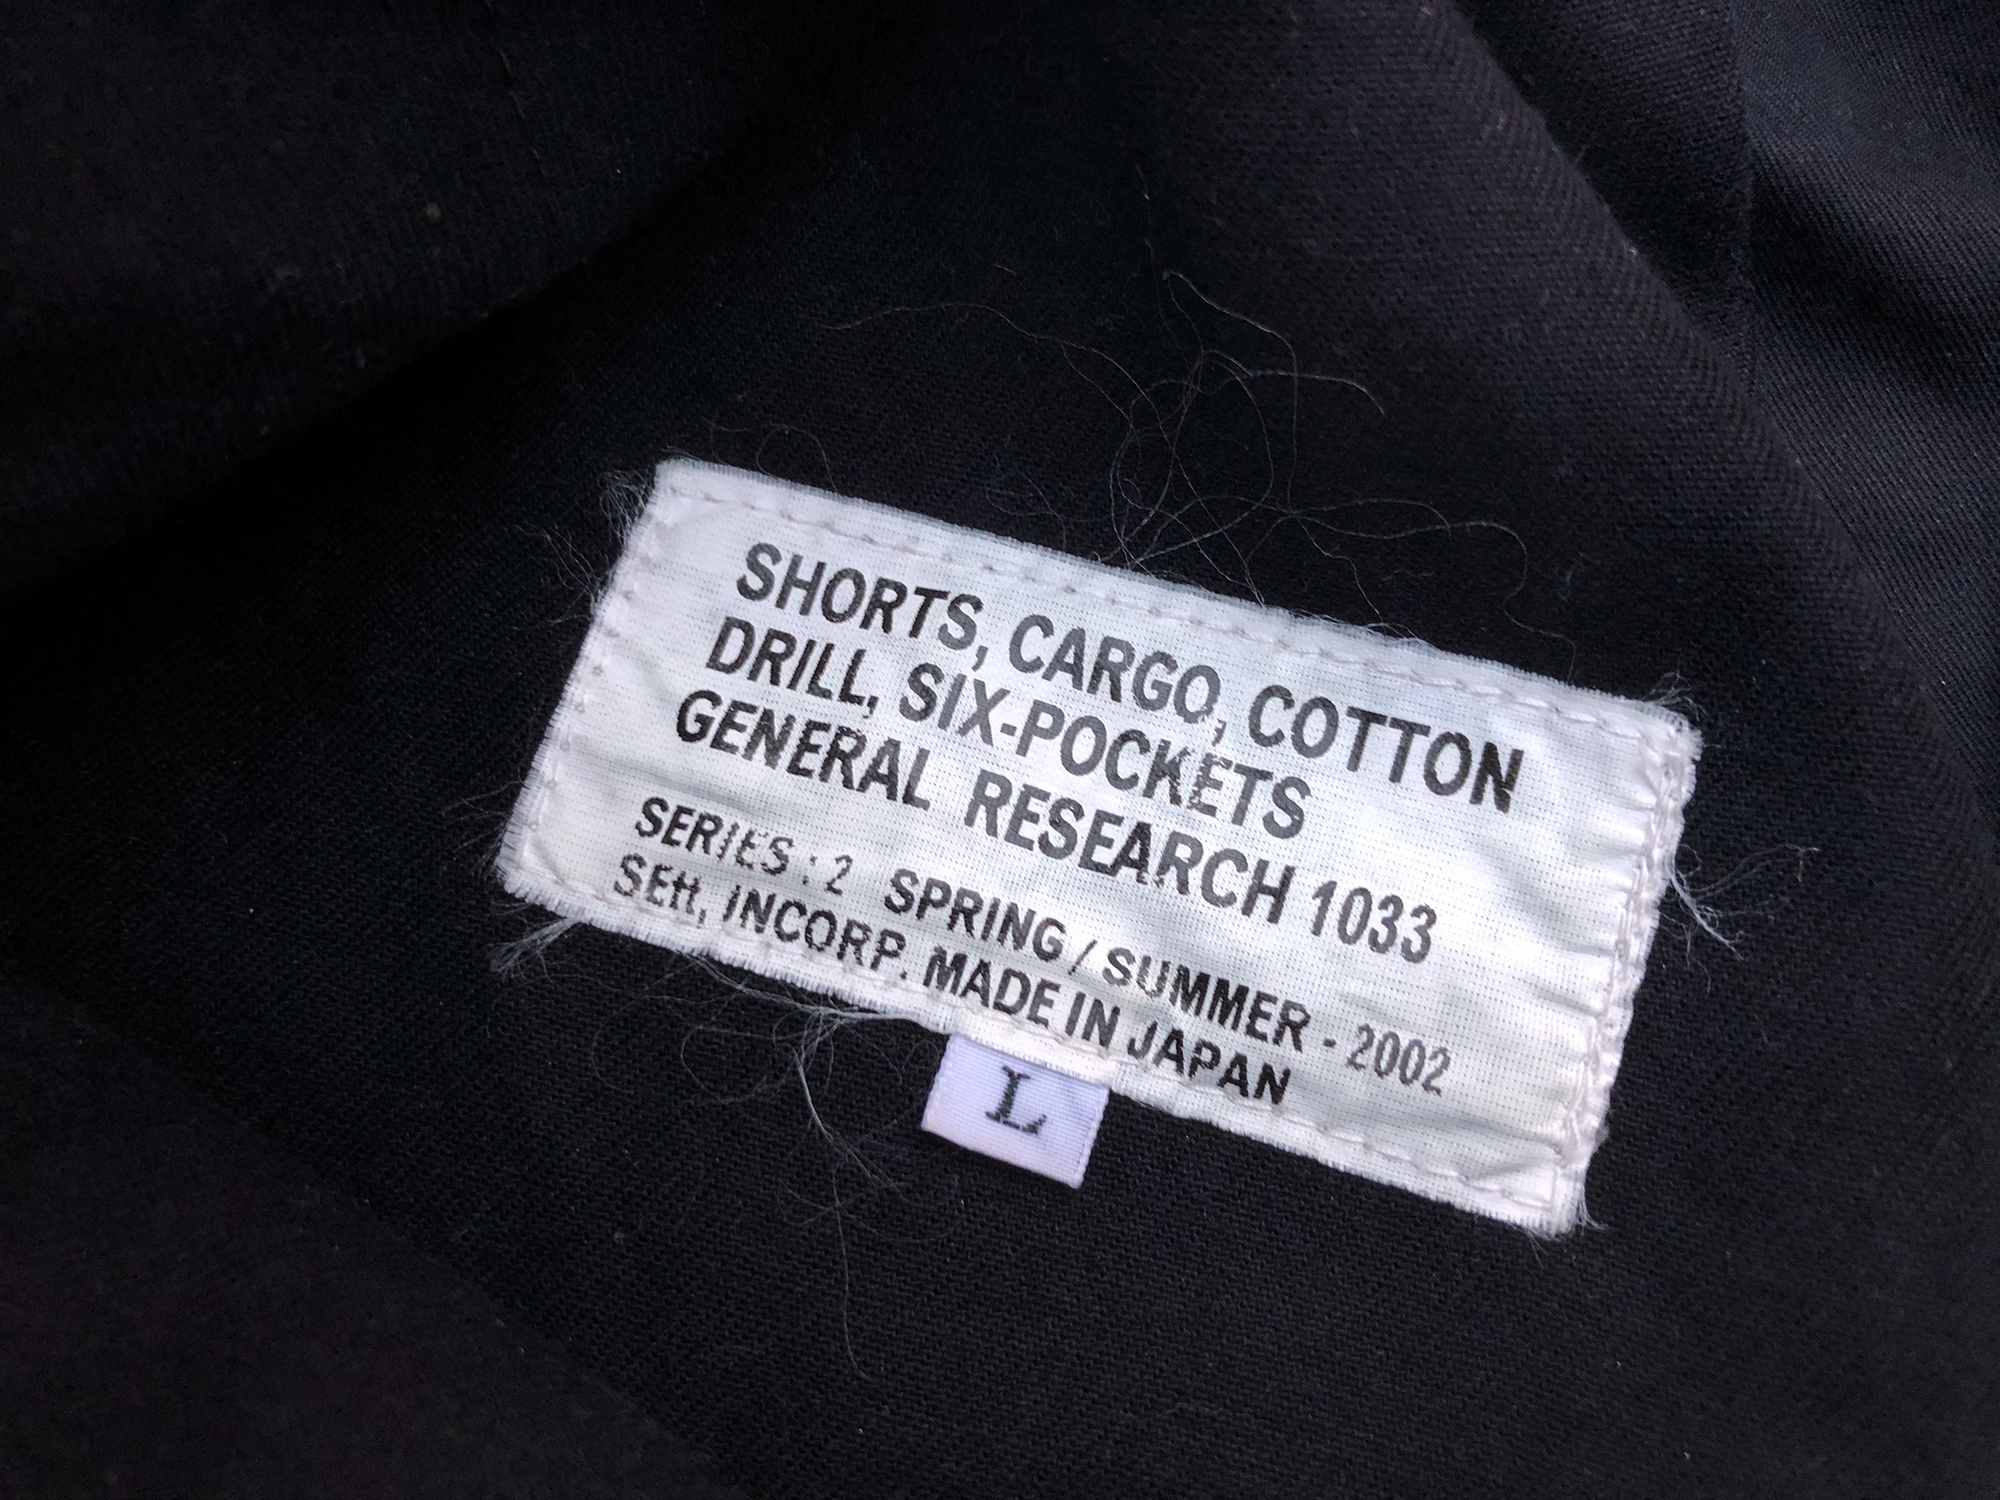 SHORTS, CARGO, COTTON
DRILL, SIX-POCKETS
GENERAL RESEARCH 1033
SERIES : 2 SPRING / SUMMER - 2002
SEtt, INCORP. MADE IN JAPAN
L